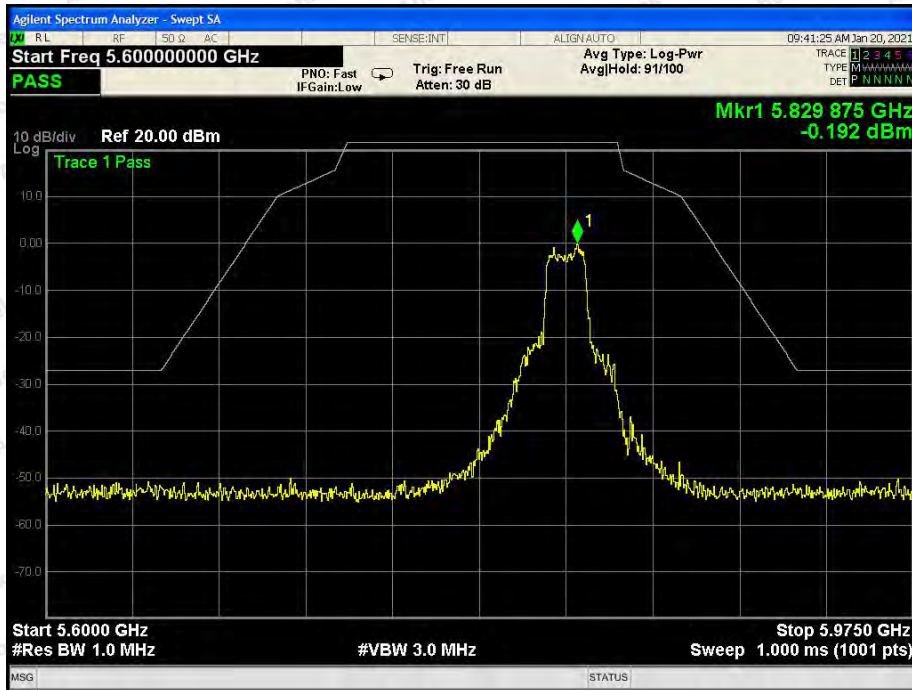 Agilent Spectrum Analyzer - Swept SA
LXI RL RF 50 Ω AC SENSE:INT ALIGN AUTO 09:41:25 AM Jan 20, 2021
Start Freq 5.600000000 GHz
PASS
PNO: Fast
IFGain:Low
Trig: Free Run
Atten: 30 dB
Avg Type: Log-Pwr
Avg|Hold: 91/100
TRACE 1 2 3 4 5
TYPE M
DET P N N N N N
Mkr1 5.829 875 GHz
-0.192 dBm
10 dB/div Ref 20.00 dBm
Log
Trace 1 Pass
1
10.0
0.00
-10.0
-20.0
-30.0
-40.0
-50.0
-60.0
-70.0
Start 5.6000 GHz Stop 5.9750 GHz
#Res BW 1.0 MHz #VBW 3.0 MHz Sweep 1.000 ms (1001 pts)
MSG STATUS